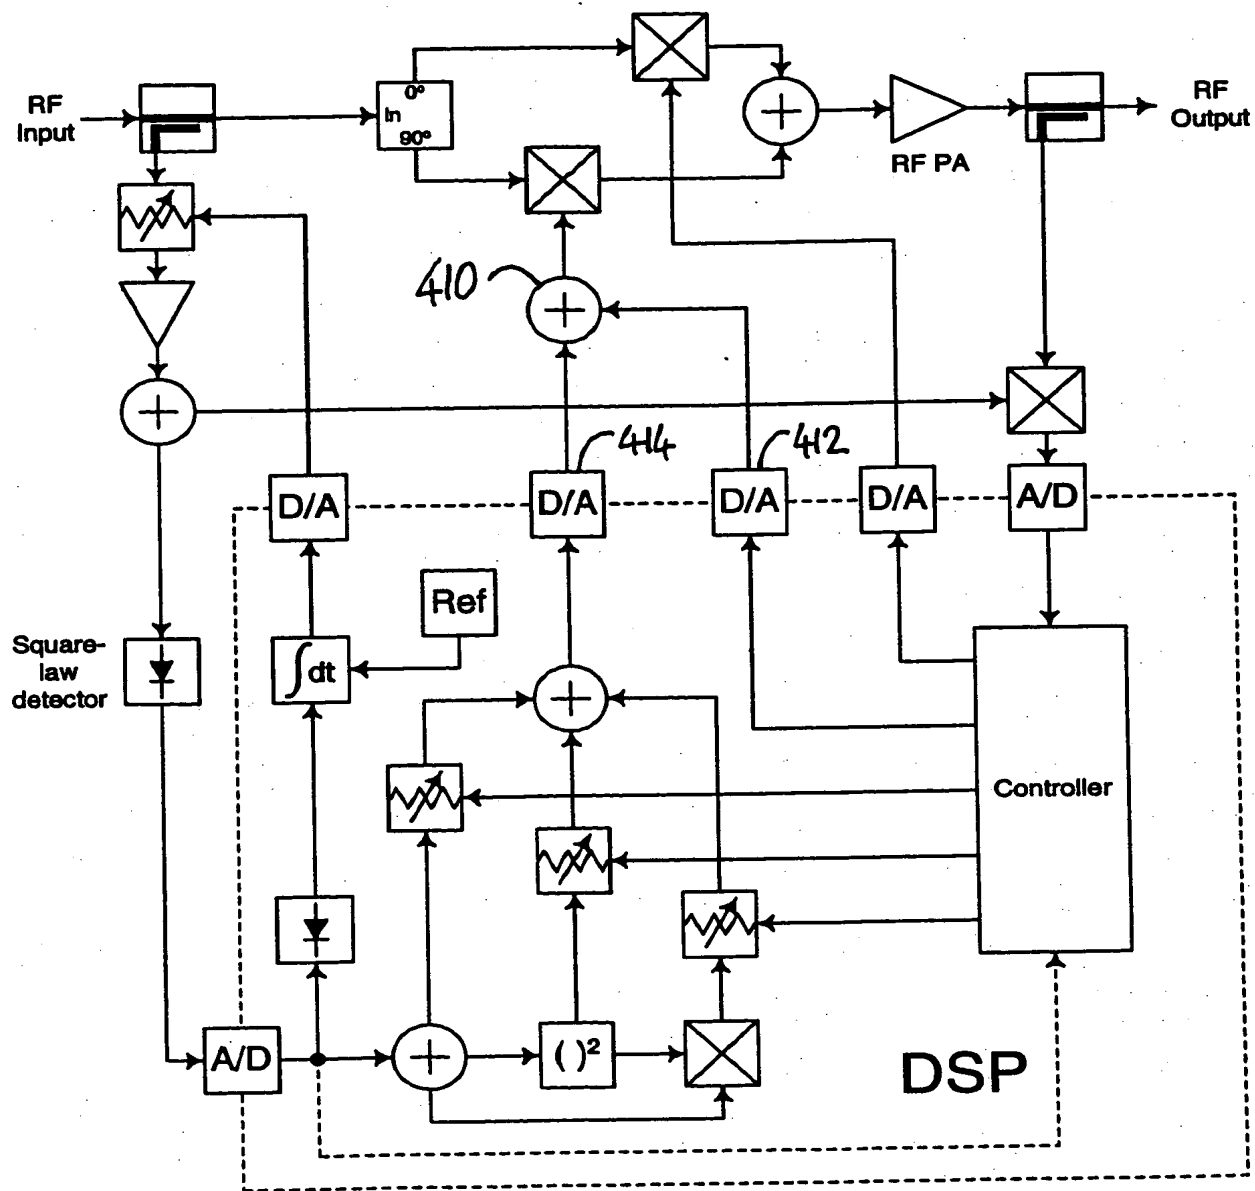 RF
Input
In
0°
90°
RF PA
RF
Output
410
414
412
D/A
D/A
D/A
D/A
A/D
Ref
∫dt
Square-
law
detector
Controller
A/D
( )²
DSP